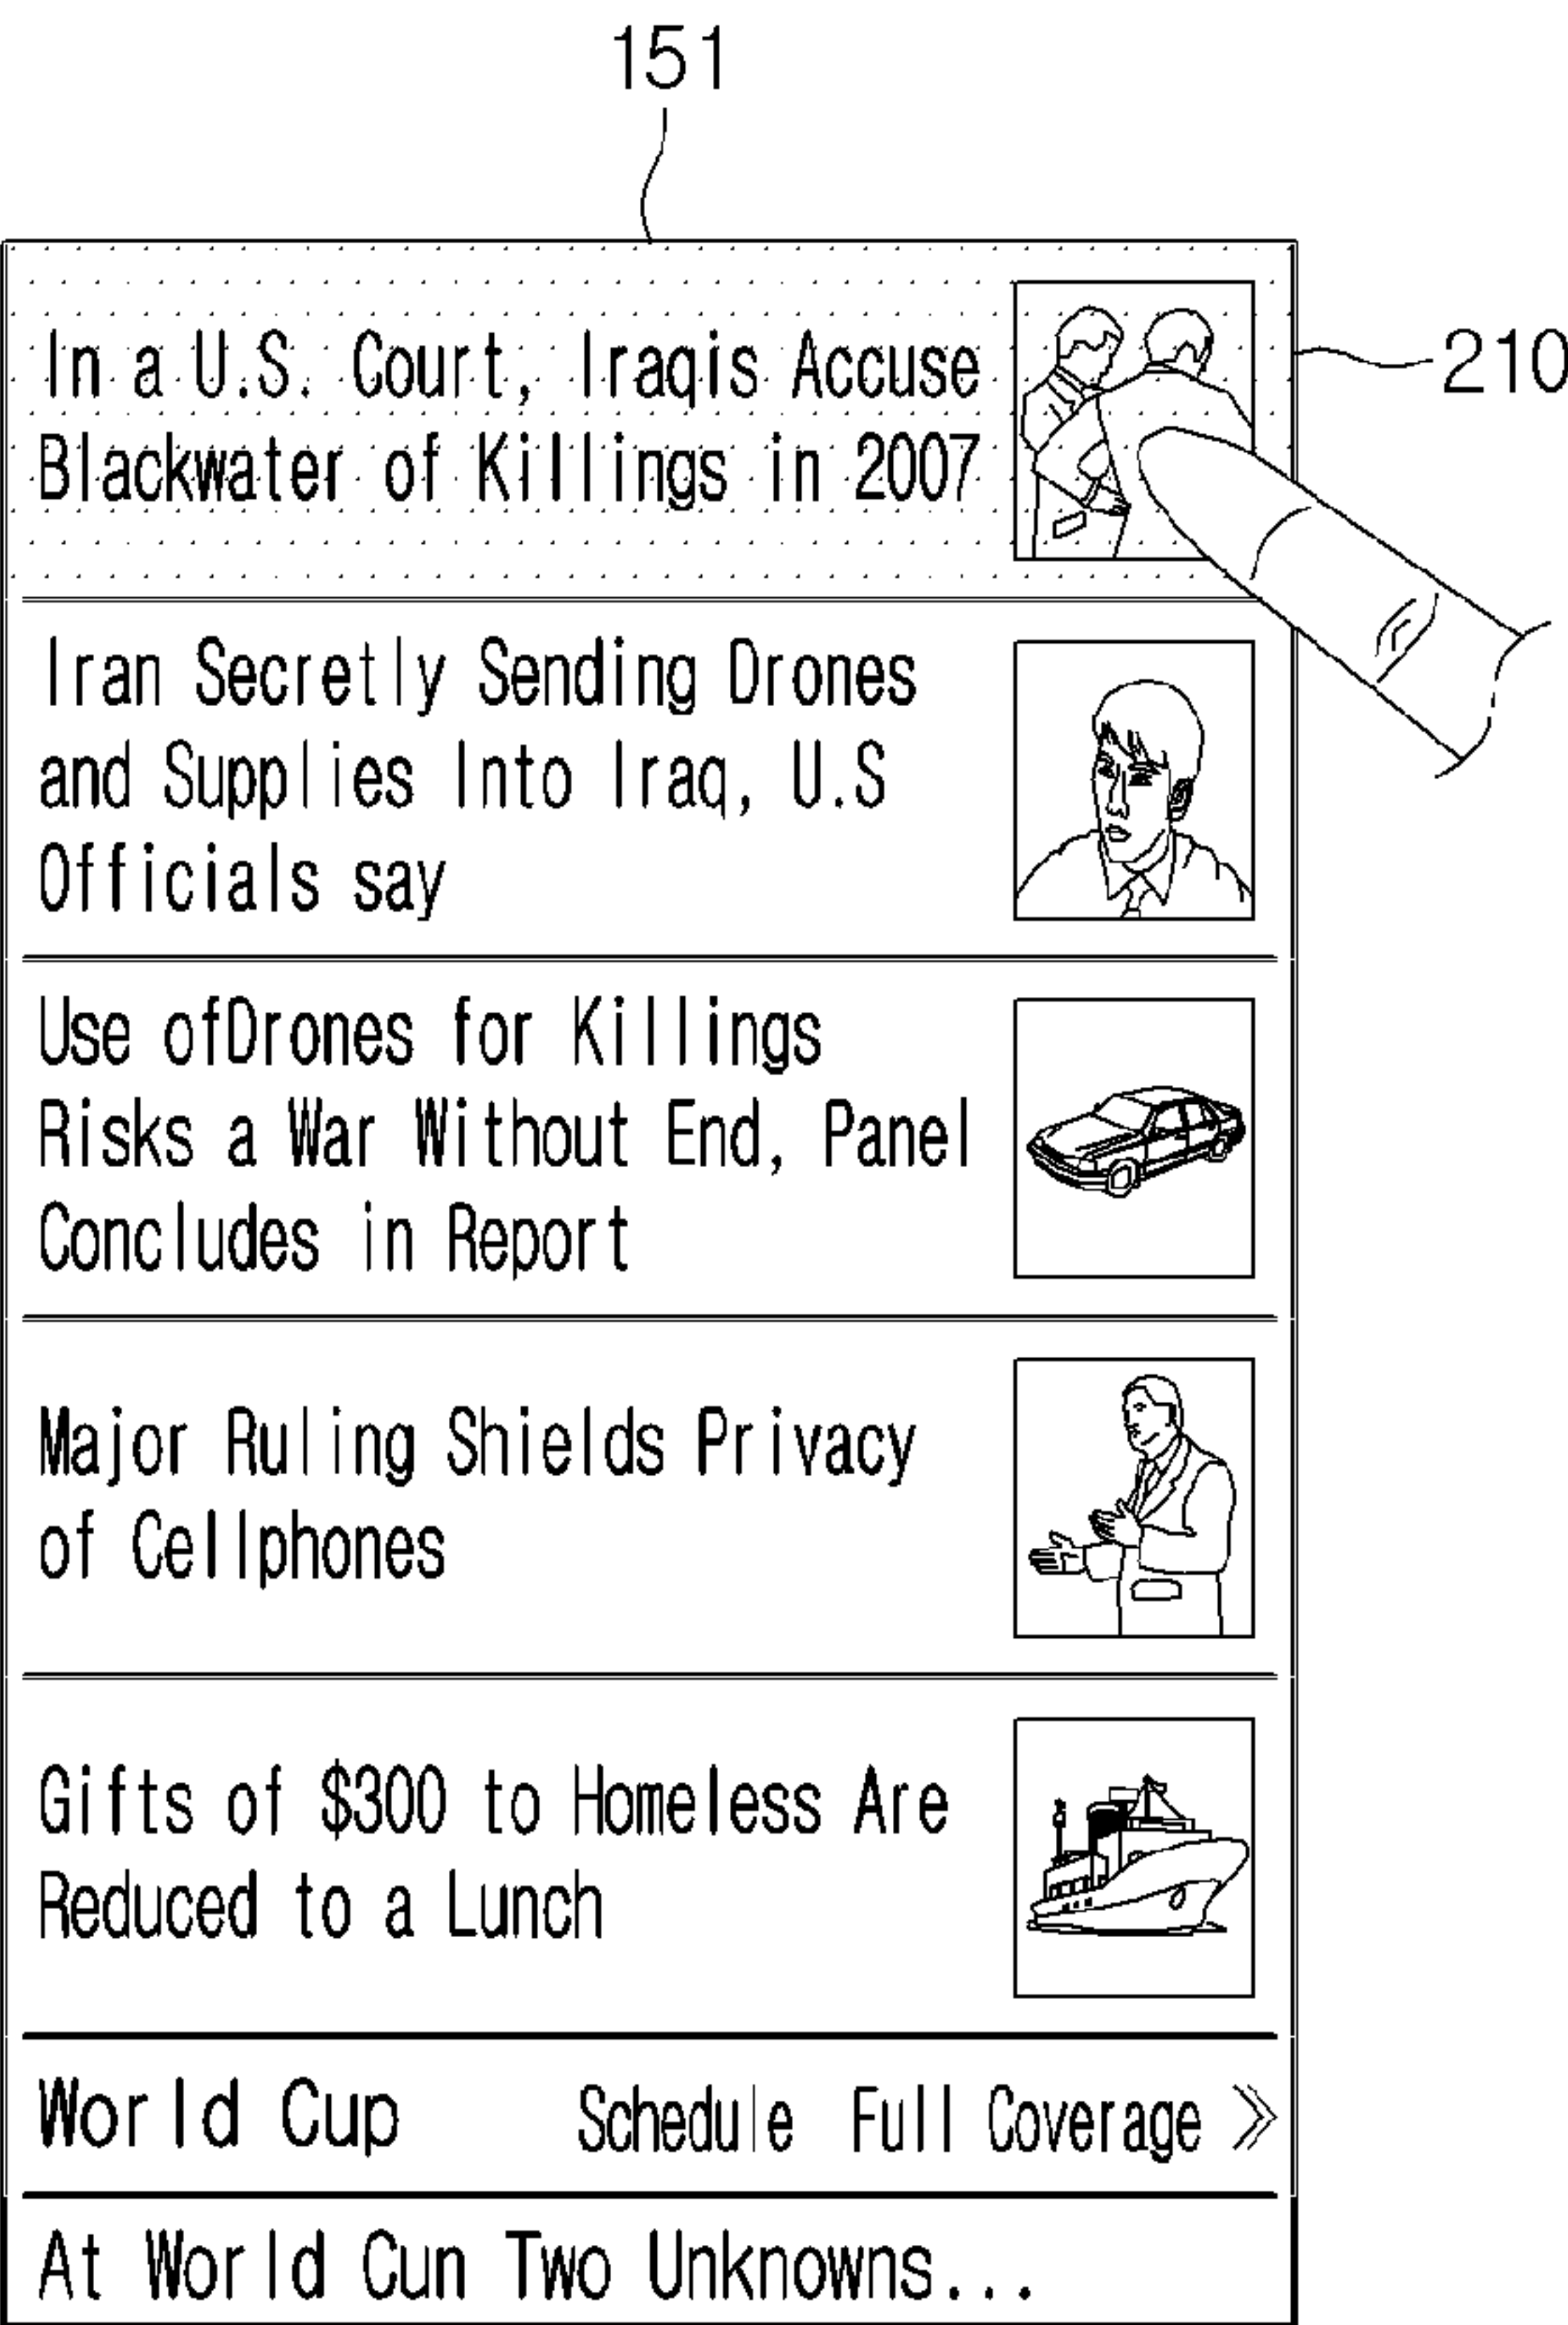 151
In a U.S. Court, Iraqis Accuse
210
Blackwater of Killings in 2007
Iran Secretly Sending Drones
and Supplies Into Iraq, U.S
Officials say
Use ofDrones for Killings
Risks a War Without End, Panel
Concludes in Report
Major Ruling Shields Privacy
of Cellphones
Gifts of $300 to Homeless Are
Reduced to a Lunch
World Cup Schedule Full Coverage »
At World Cun Two Unknowns...